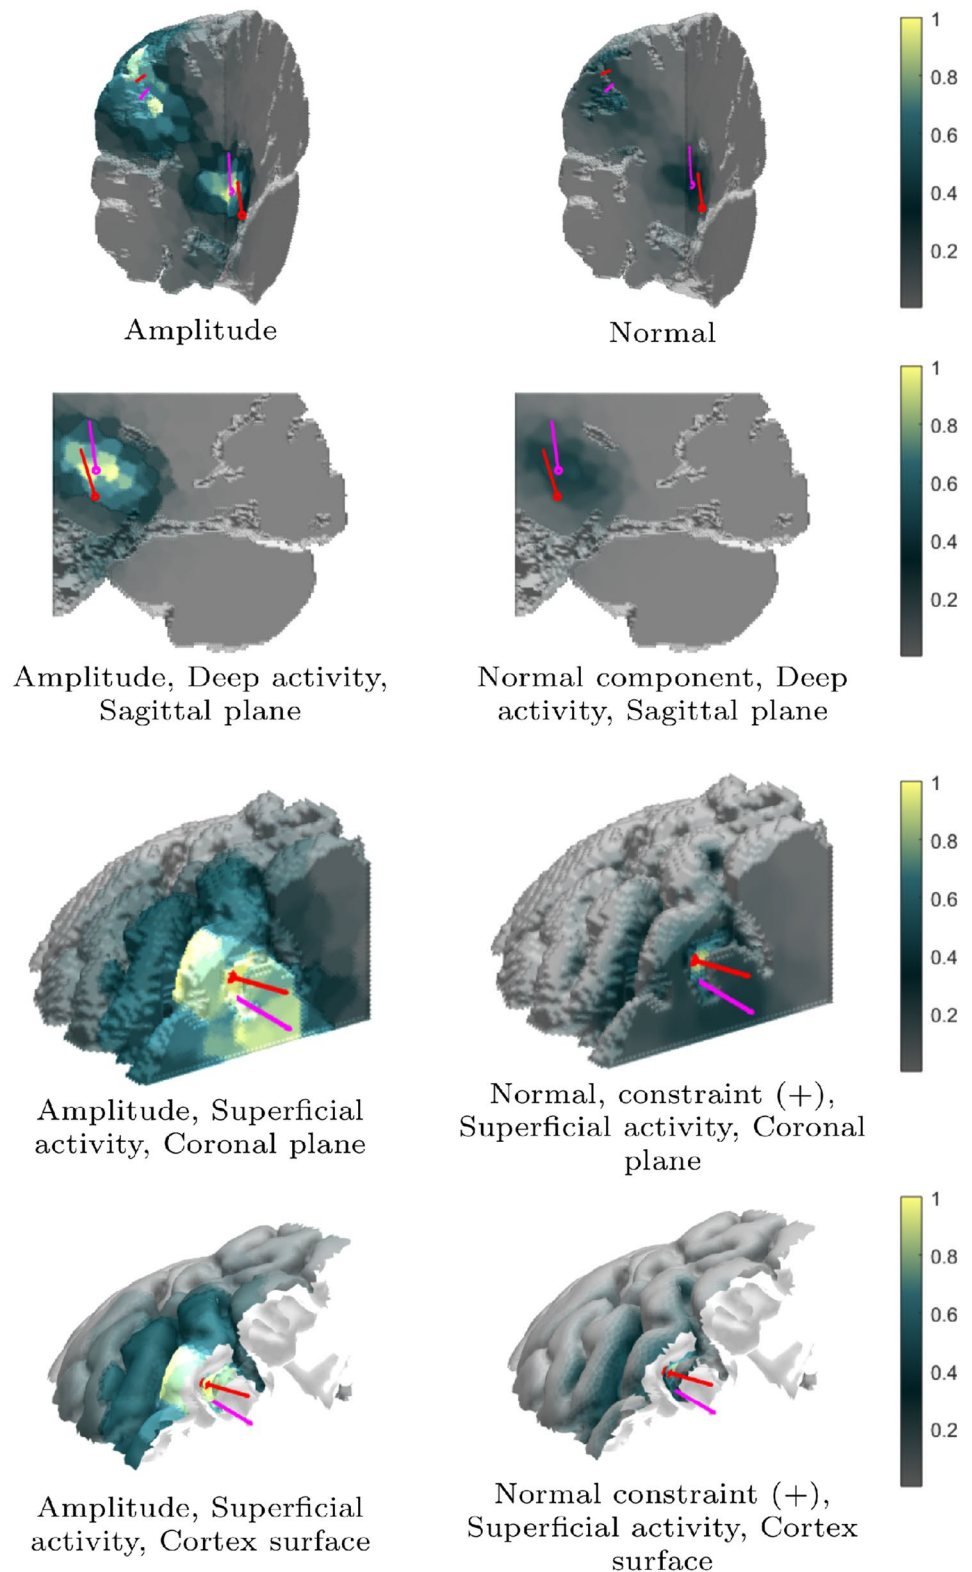 1
0.8
0.6
0.4
0.2
Amplitude
Normal
1
0.8
0.6
0.4
0.2
Amplitude, Deep activity,
Sagittal plane
Normal component, Deep
activity, Sagittal plane
1
0.8
0.6
0.4
0.2
Amplitude, Superficial
activity, Coronal plane
Normal, constraint (+),
Superficial activity, Coronal
plane
1
0.8
0.6
0.4
0.2
Amplitude, Superficial
activity, Cortex surface
Normal constraint (+),
Superficial activity, Cortex
surface